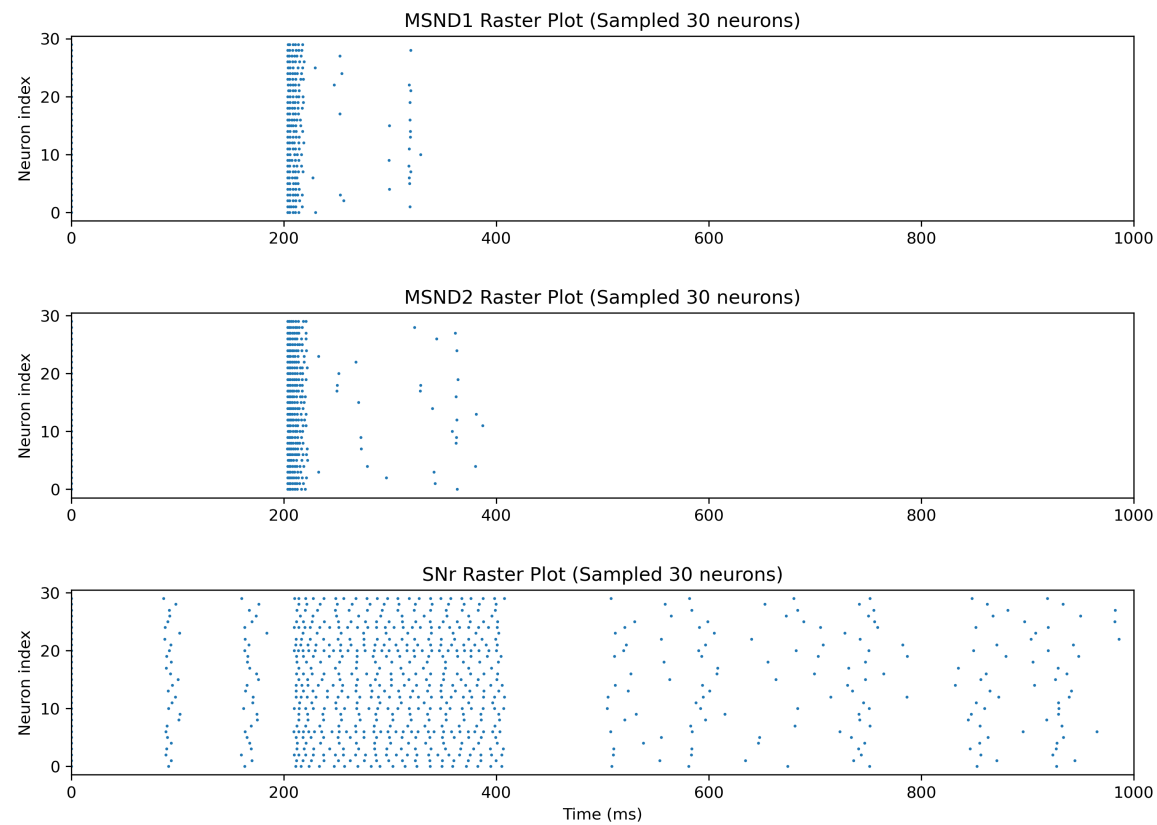 MSND1 Raster Plot (Sampled 30 neurons)
30
20
10
0
Neuron index
0 200 400 600 800 1000
MSND2 Raster Plot (Sampled 30 neurons)
30
20
10
0
Neuron index
0 200 400 600 800 1000
SNr Raster Plot (Sampled 30 neurons)
30
20
10
0
Neuron index
0 200 400 600 800 1000
Time (ms)